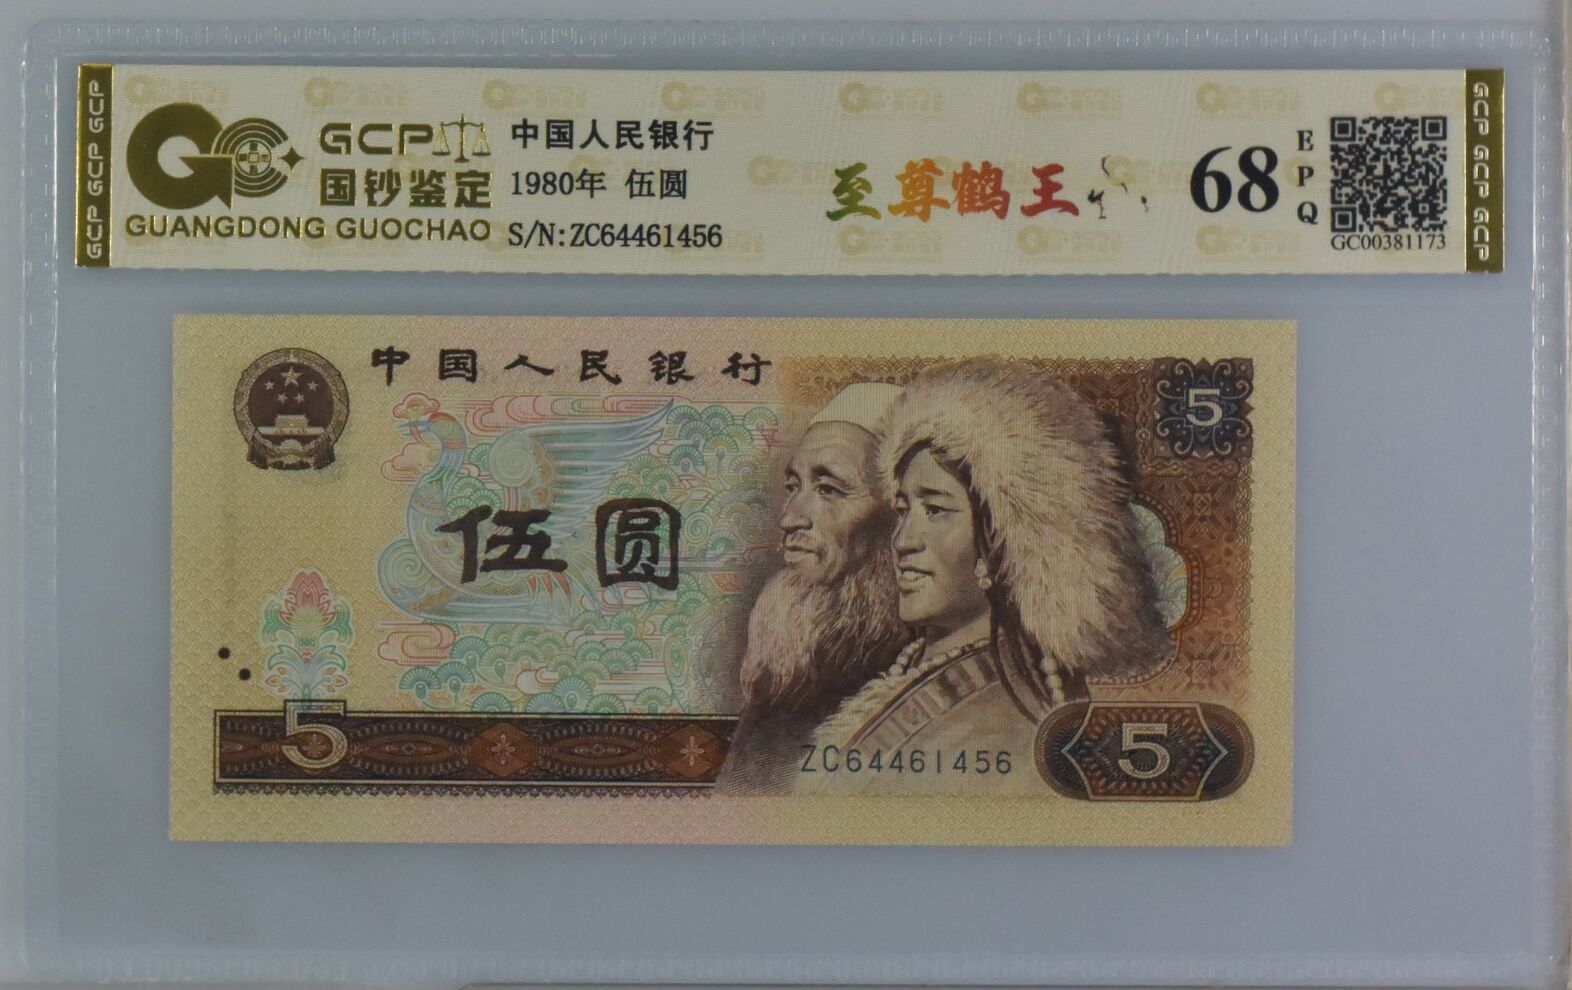 GCP GCP GCP
GCP
国钞鉴定
GUANGDONG GUOCHAO
中国人民银行
1980年 伍圆
S/N:ZC64461456
至尊鹤王
68
EPQ
GC00381173
GCP GCP GCP
中国人民银行
5
伍圆
5
ZC64461456
5